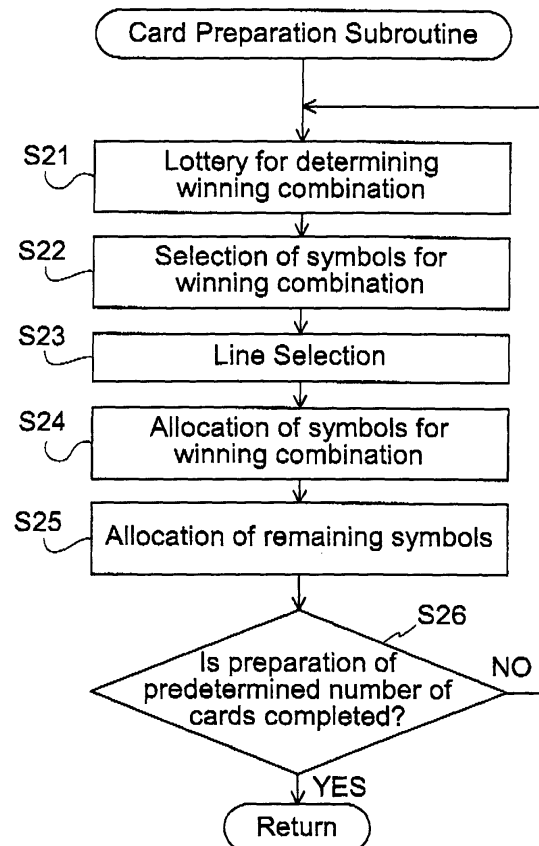 Card Preparation Subroutine
S21
Lottery for determining
winning combination
S22
Selection of symbols for
winning combination
S23
Line Selection
S24
Allocation of symbols for
winning combination
S25
Allocation of remaining symbols
S26
Is preparation of
predetermined number of
cards completed?
NO
YES
Return